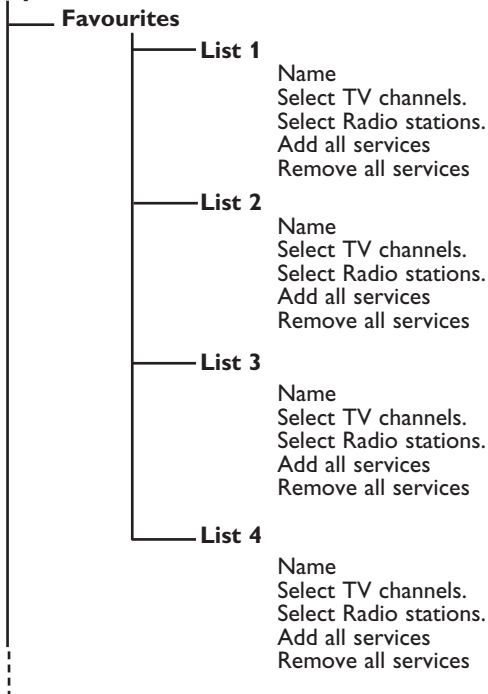 Favourites
List 1
Name
Select TV channels.
Select Radio stations.
Add all services
Remove all services
List 2
Name
Select TV channels.
Select Radio stations.
Add all services
Remove all services
List 3
Name
Select TV channels.
Select Radio stations.
Add all services
Remove all services
List 4
Name
Select TV channels.
Select Radio stations.
Add all services
Remove all services